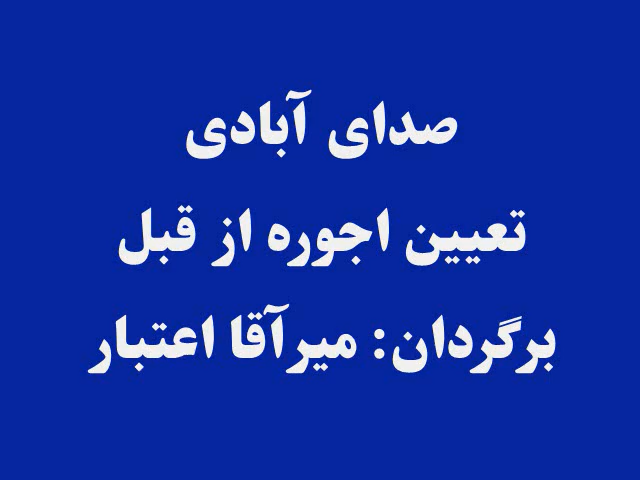 صدای آبادی
تعیین اجوره از قبل
برگردان: میرآقا اعتبار